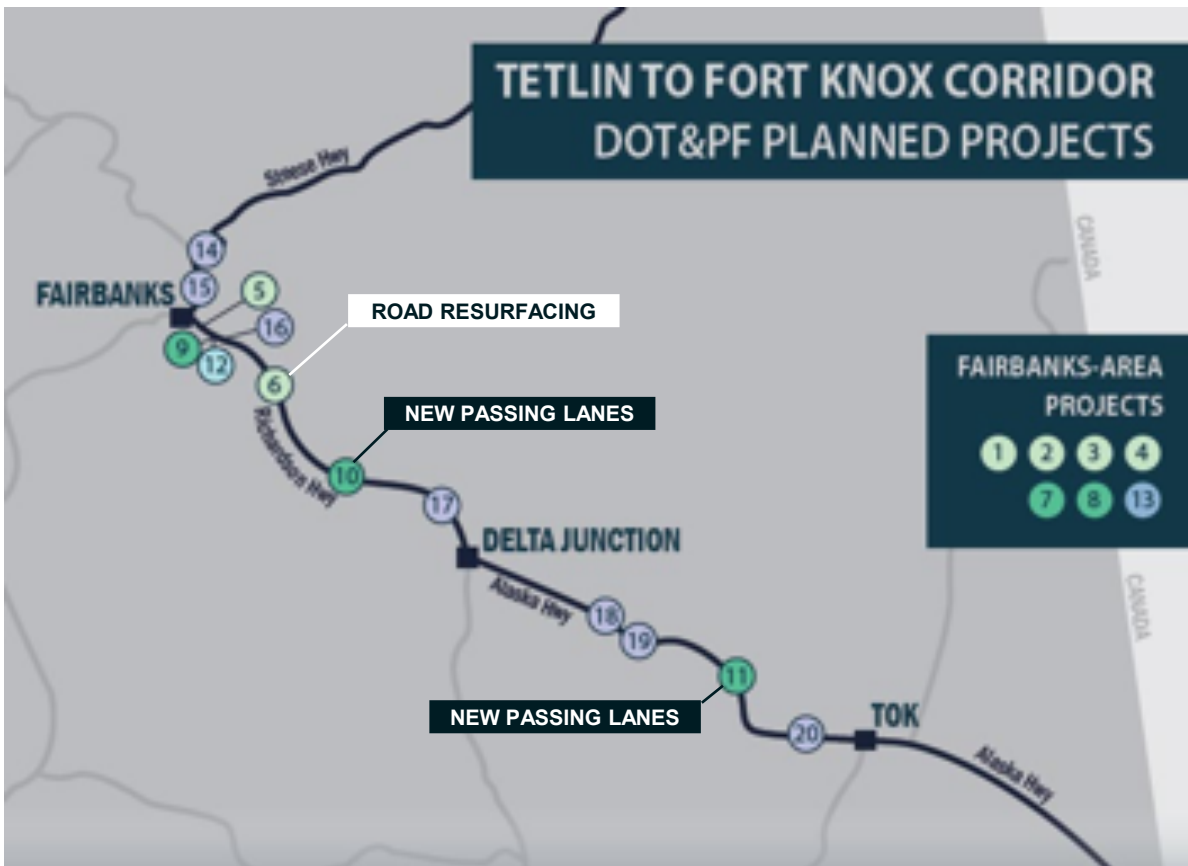 TETLIN TO FORT KNOX CORRIDOR
DOT&PF PLANNED PROJECTS
Steese Hwy
CANADA
14
FAIRBANKS
15
5
16
9
12
ROAD RESURFACING
6
NEW PASSING LANES
Richardson Hwy
10
FAIRBANKS-AREA
PROJECTS
1 2 3 4
7 8 13
17
DELTA JUNCTION
Alaska Hwy
18
19
CANADA
11
NEW PASSING LANES
TOK
20
Alaska Hwy